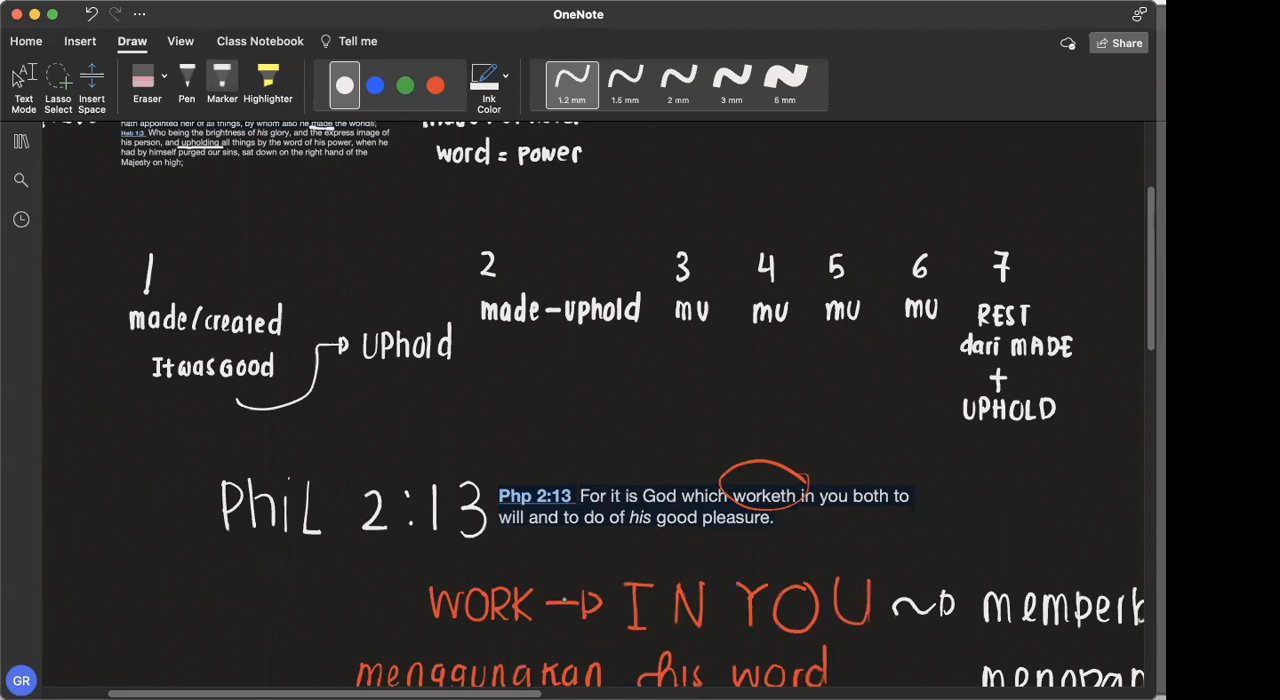 OneNote
Home Insert Draw View Class Notebook Tell me
Share
Text Mode
Lasso Select
Insert Space
Eraser
Pen
Marker
Highlighter
Ink Color
1.2 mm 1.5 mm 2 mm 3 mm 5 mm
hath appointed heir of all things, by whom also he made the worlds;
Heb 1:3 Who being the brightness of his glory, and the express image of
his person, and upholding all things by the word of his power, when he
had by himself purged our sins, sat down on the right hand of the
Majesty on high;
word = power
1 2 3 4 5 6 7
made/created
It was Good
UPhold
made-uphold
mu mu mu mu
REST
dari MADE
+
UPHOLD
Phil 2:13
Php 2:13 For it is God which worketh in you both to
will and to do of his good pleasure.
WORK → IN YOU ~→
menggunakan his word
GR